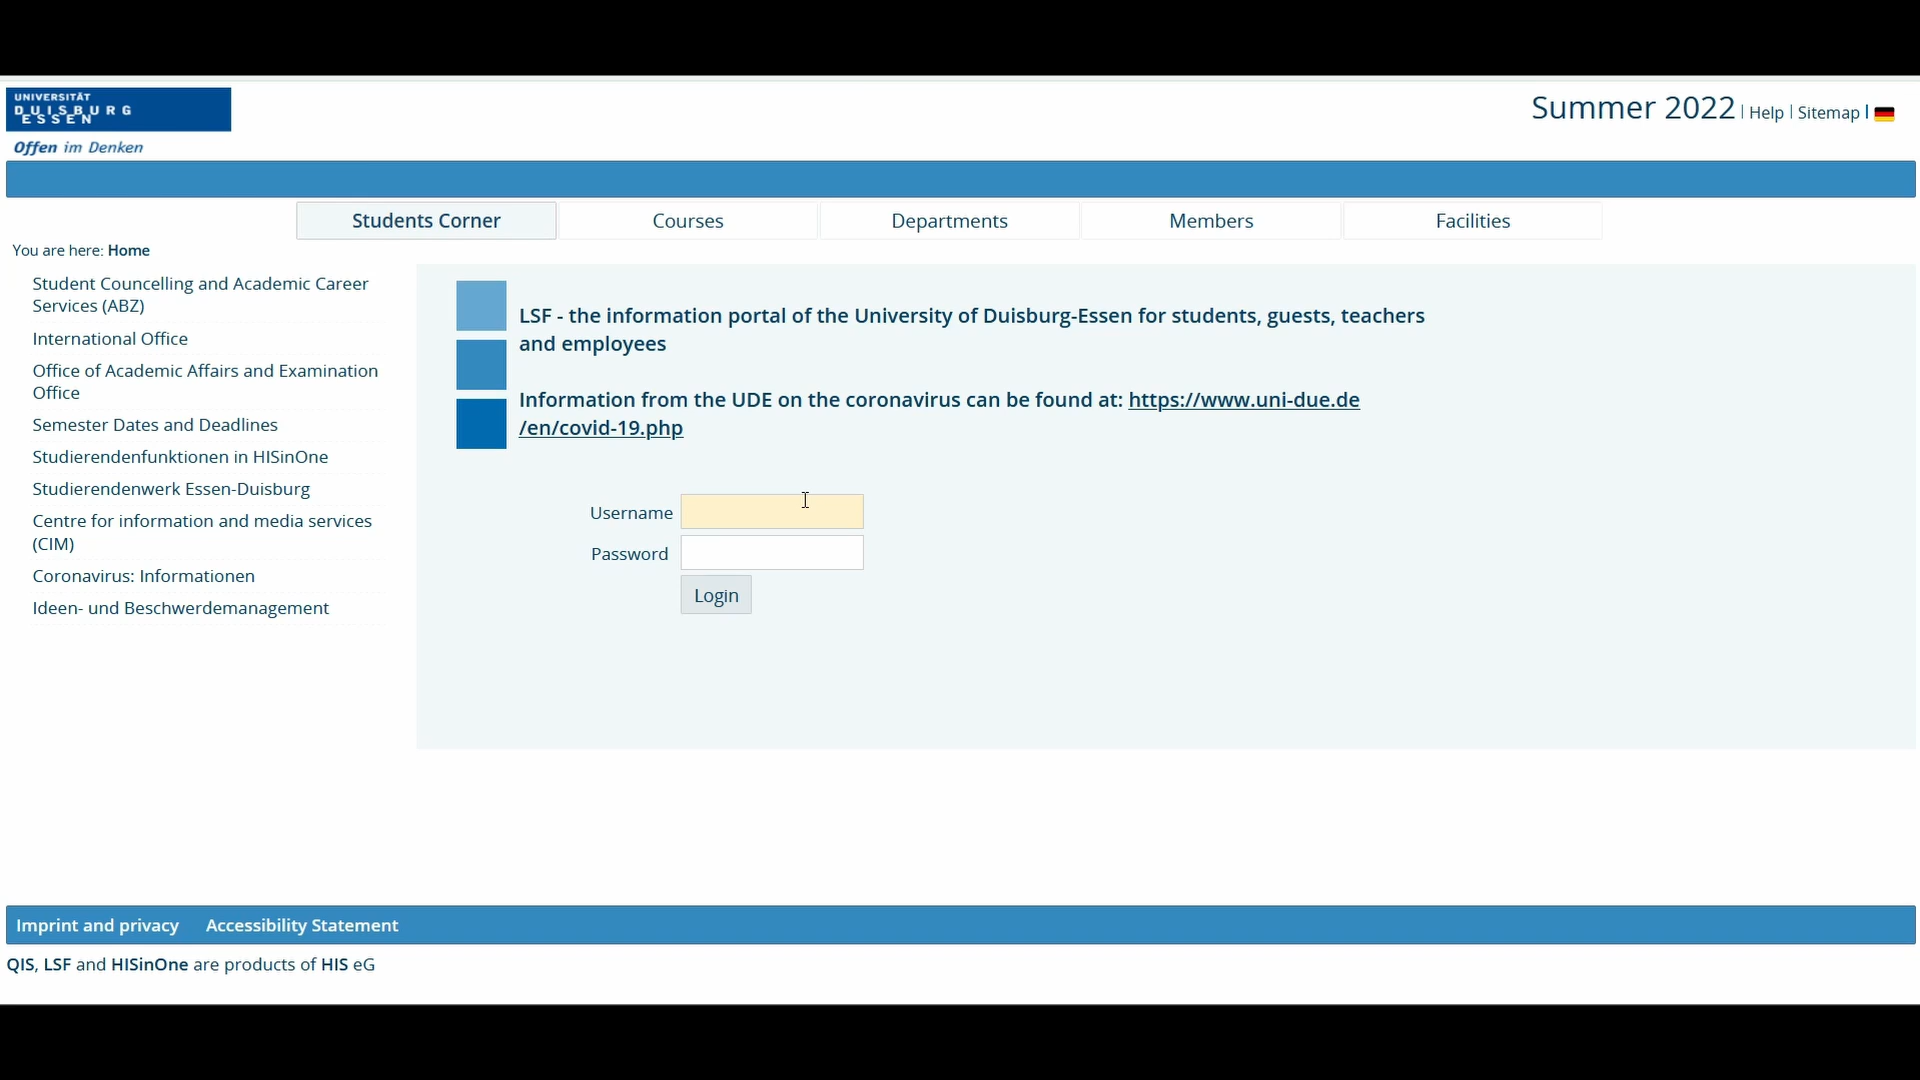 UNIVERSITÄT
DUISBURG
ESSEN
Offen im Denken
Summer 2022 | Help | Sitemap |
Students Corner
Courses
Departments
Members
Facilities
You are here: Home
Student Councelling and Academic Career
Services (ABZ)
International Office
Office of Academic Affairs and Examination
Office
Semester Dates and Deadlines
Studierendenfunktionen in HISinOne
Studierendenwerk Essen-Duisburg
Centre for information and media services
(CIM)
Coronavirus: Informationen
Ideen- und Beschwerdemanagement
LSF - the information portal of the University of Duisburg-Essen for students, guests, teachers
and employees
Information from the UDE on the coronavirus can be found at: https://www.uni-due.de
/en/covid-19.php
Username
Password
Login
Imprint and privacy
Accessibility Statement
QIS, LSF and HISinOne are products of HIS eG